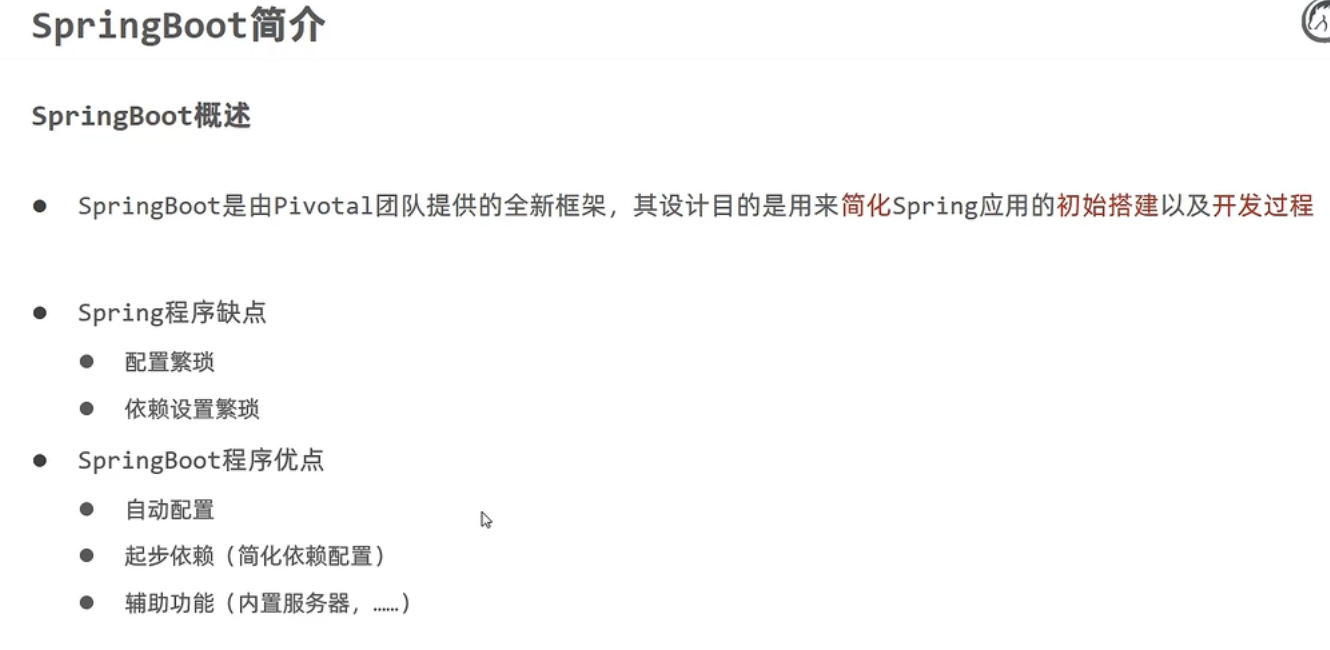 SpringBoot简介
SpringBoot概述
SpringBoot是由Pivotal团队提供的全新框架，其设计目的是用来简化Spring应用的初始搭建以及开发过程
Spring程序缺点
配置繁琐
依赖设置繁琐
SpringBoot程序优点
自动配置
起步依赖（简化依赖配置）
辅助功能（内置服务器，……）